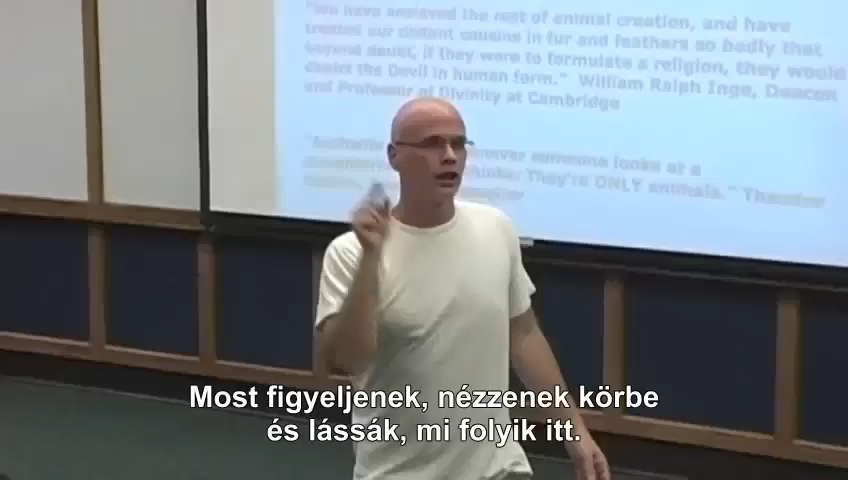 "We have enslaved the rest of animal creation, and have
treated our distant cousins in fur and feathers so badly that
beyond doubt, if they were to formulate a religion, they would
depict the Devil in human form." William Ralph Inge, Deacon
and Professor of Divinity at Cambridge
"Auschwitz wherever someone looks at a
They're ONLY animals." Theodor
Most figyeljenek, nézzenek körbe
és lássák, mi folyik itt.